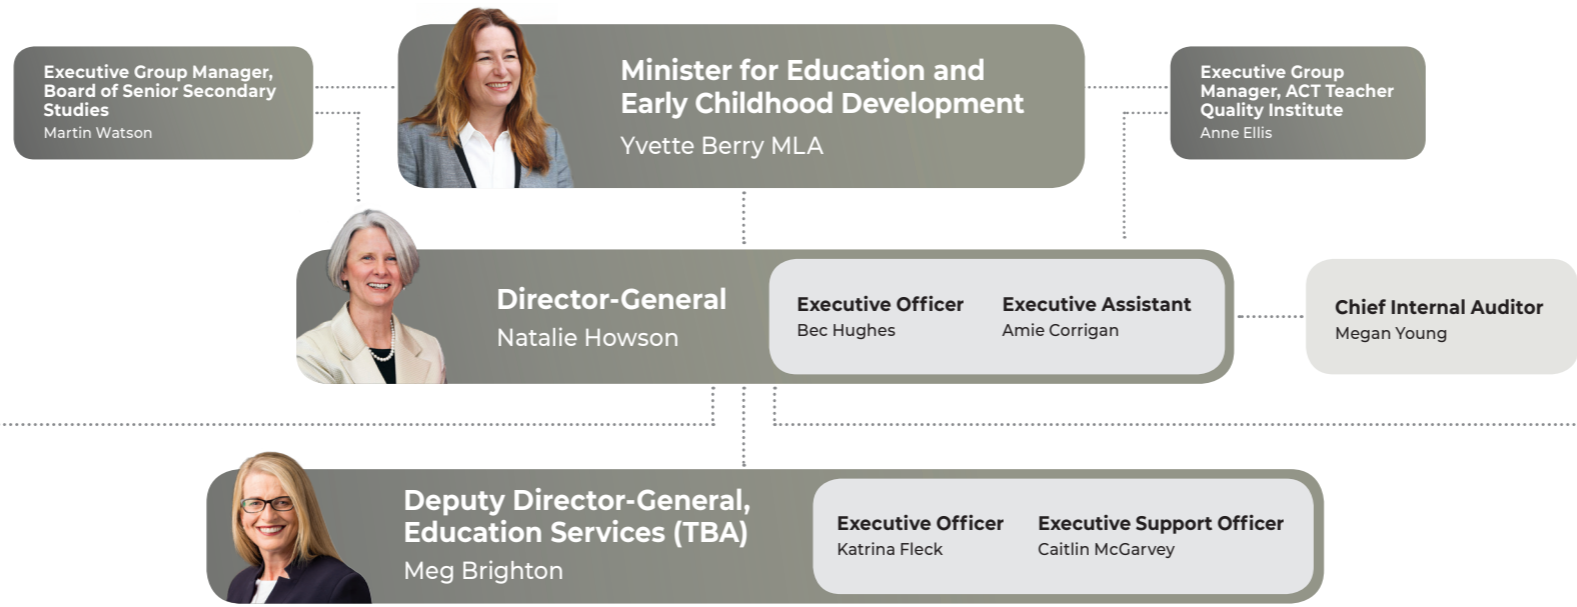 Executive Group Manager,
Board of Senior Secondary
Studies
Martin Watson
Minister for Education and
Early Childhood Development
Yvette Berry MLA
Executive Group
Manager, ACT Teacher
Quality Institute
Anne Ellis
Director-General
Natalie Howson
Executive Officer
Bec Hughes
Executive Assistant
Amie Corrigan
Chief Internal Auditor
Megan Young
Deputy Director-General,
Education Services (TBA)
Meg Brighton
Executive Officer
Katrina Fleck
Executive Support Officer
Caitlin McGarvey